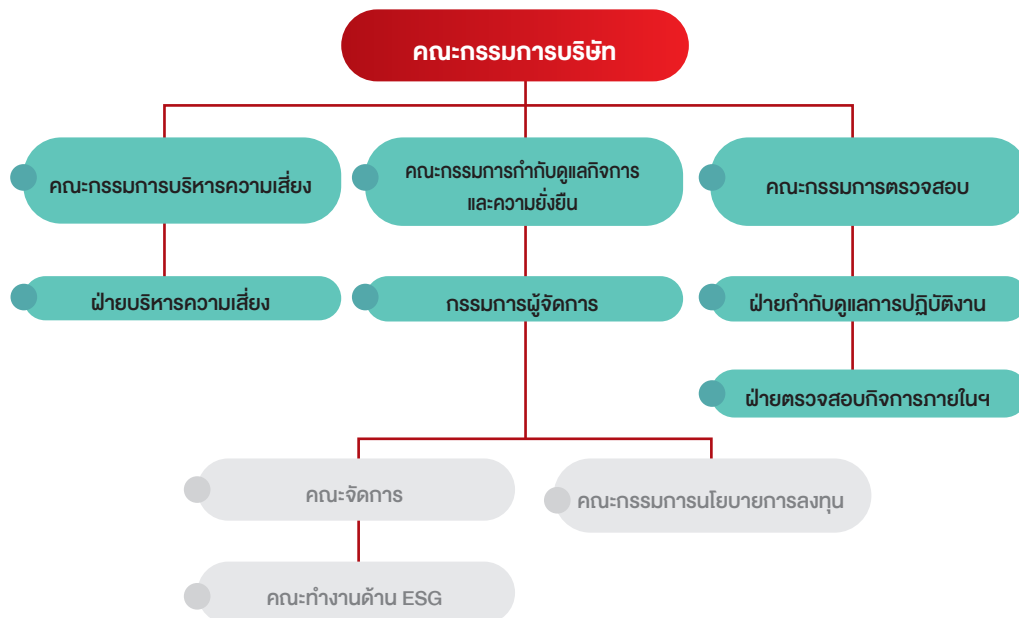 คณะกรรมการบริษัท
คณะกรรมการบริหารความเสี่ยง
คณะกรรมการกำกับดูแลกิจการ
และความยั่งยืน
คณะกรรมการตรวจสอบ
ฝ่ายบริหารความเสี่ยง
กรรมการผู้จัดการ
ฝ่ายกำกับดูแลการปฏิบัติงาน
ฝ่ายตรวจสอบกิจการภายในฯ
คณะจัดการ
คณะกรรมการนโยบายการลงทุน
คณะทำงานด้าน ESG